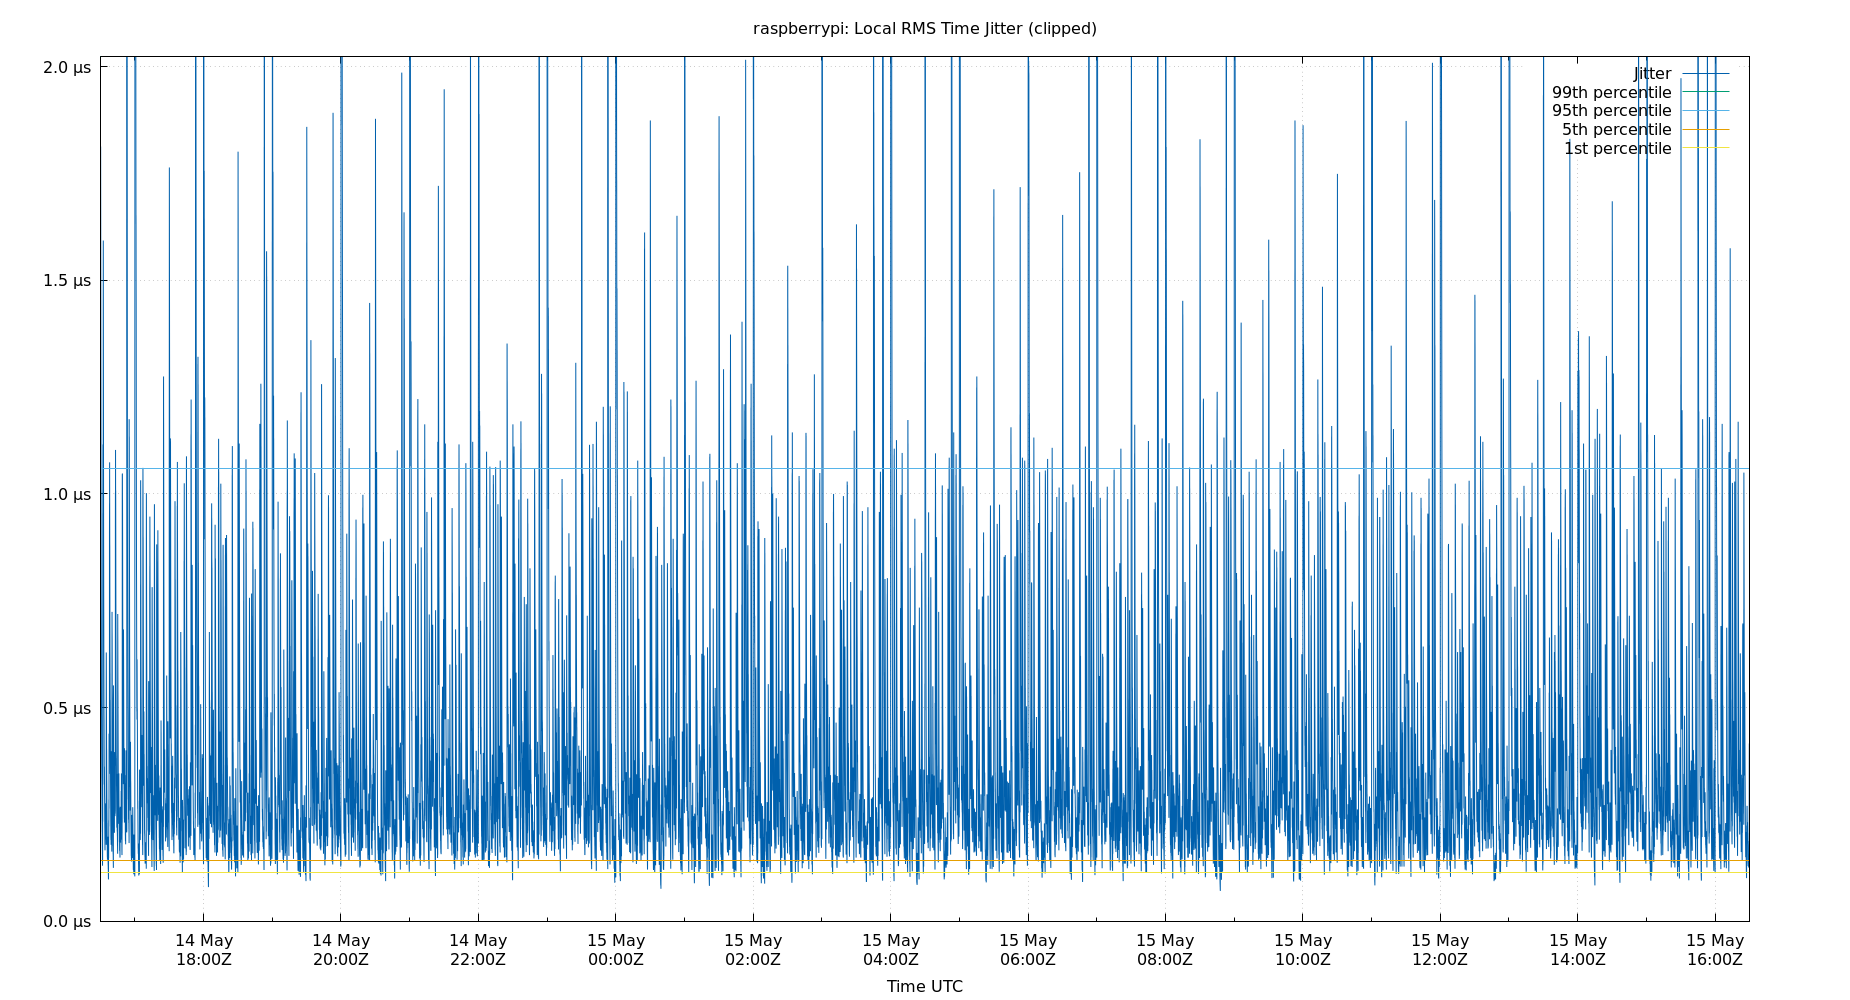 raspberrypi: Local RMS Time Jitter (clipped)
2.0 µs
1.5 µs
1.0 µs
0.5 µs
0.0 µs
Jitter
99th percentile
95th percentile
5th percentile
1st percentile
14 May 14 May 14 May 15 May 15 May 15 May 15 May 15 May 15 May 15 May 15 May 15 May
18:00Z 20:00Z 22:00Z 00:00Z 02:00Z 04:00Z 06:00Z 08:00Z 10:00Z 12:00Z 14:00Z 16:00Z
Time UTC